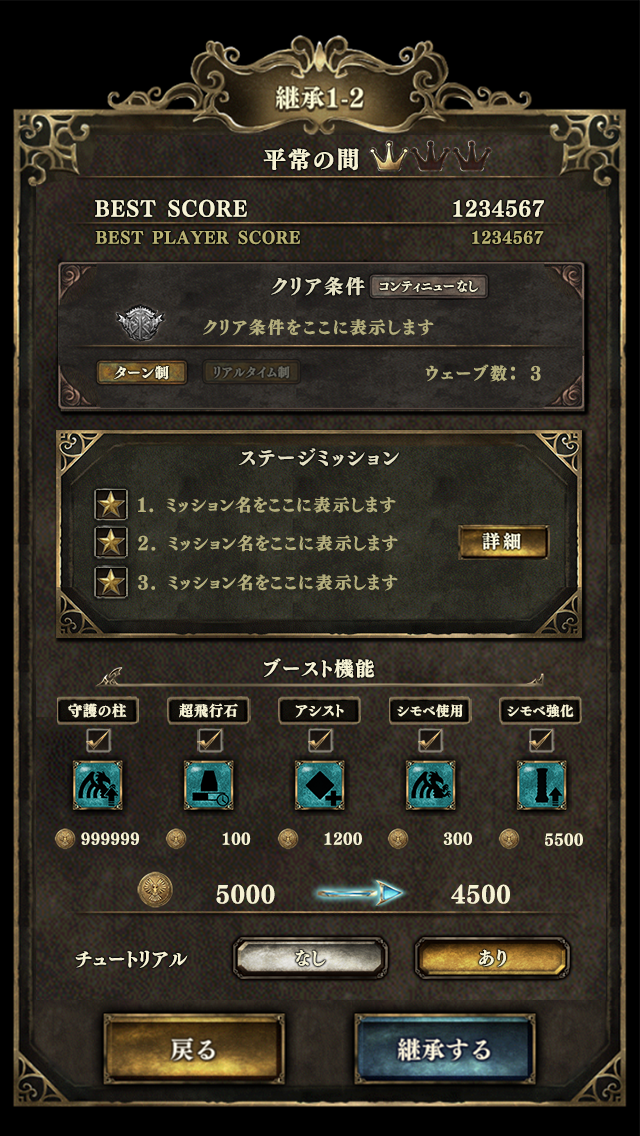 継承1-2
平常の間
BEST SCORE 1234567
BEST PLAYER SCORE 1234567
クリア条件 コンティニューなし
クリア条件をここに表示します
ターン制 リアルタイム制 ウェーブ数: 3
ステージミッション
1. ミッション名をここに表示します
2. ミッション名をここに表示します
詳細
3. ミッション名をここに表示します
ブースト機能
守護の柱 超飛行石 アシスト シモベ使用 シモベ強化
999999 100 1200 300 5500
5000 4500
チュートリアル なし あり
戻る 継承する